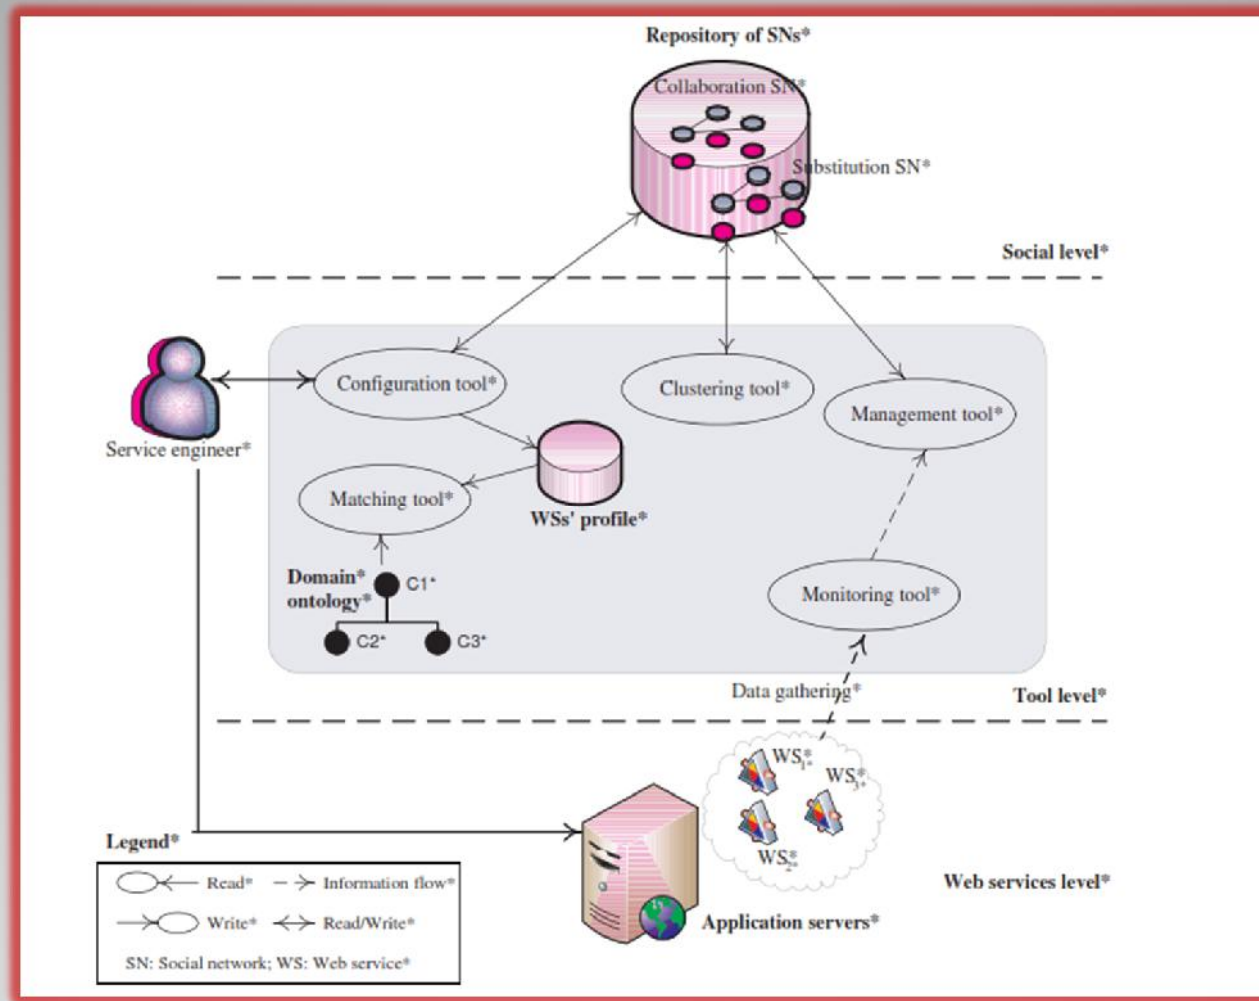 Repository of SNs*
Collaboration SN*
Substitution SN*
Social level*
Configuration tool*
Clustering tool*
Management tool*
Service engineer*
Matching tool*
WSs' profile*
Domain*
ontology*
C1*
C2*
C3*
Monitoring tool*
Data gathering*
Tool level*
WS1**
WS3**
WS2**
Legend*
Read*
Information flow*
Write*
Read/Write*
SN: Social network; WS: Web service*
Web services level*
Application servers*